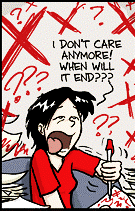 I DON'T CARE
ANYMORE!
WHEN WILL
IT END???
? ? ?
? ?
? ?